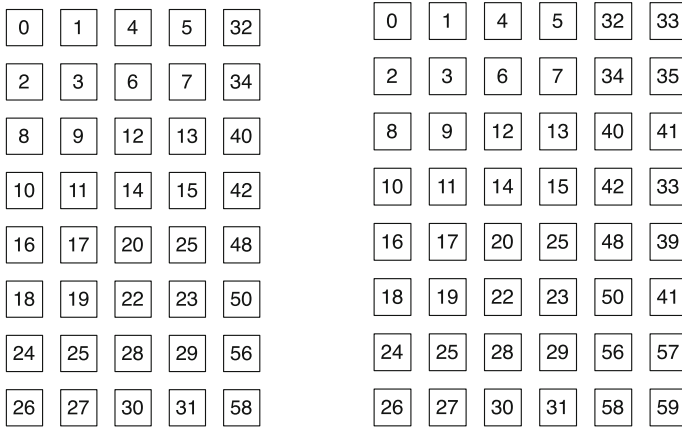 0 1 4 5 32
2 3 6 7 34
8 9 12 13 40
10 11 14 15 42
16 17 20 25 48
18 19 22 23 50
24 25 28 29 56
26 27 30 31 58
0 1 4 5 32 33
2 3 6 7 34 35
8 9 12 13 40 41
10 11 14 15 42 33
16 17 20 25 48 39
18 19 22 23 50 41
24 25 28 29 56 57
26 27 30 31 58 59